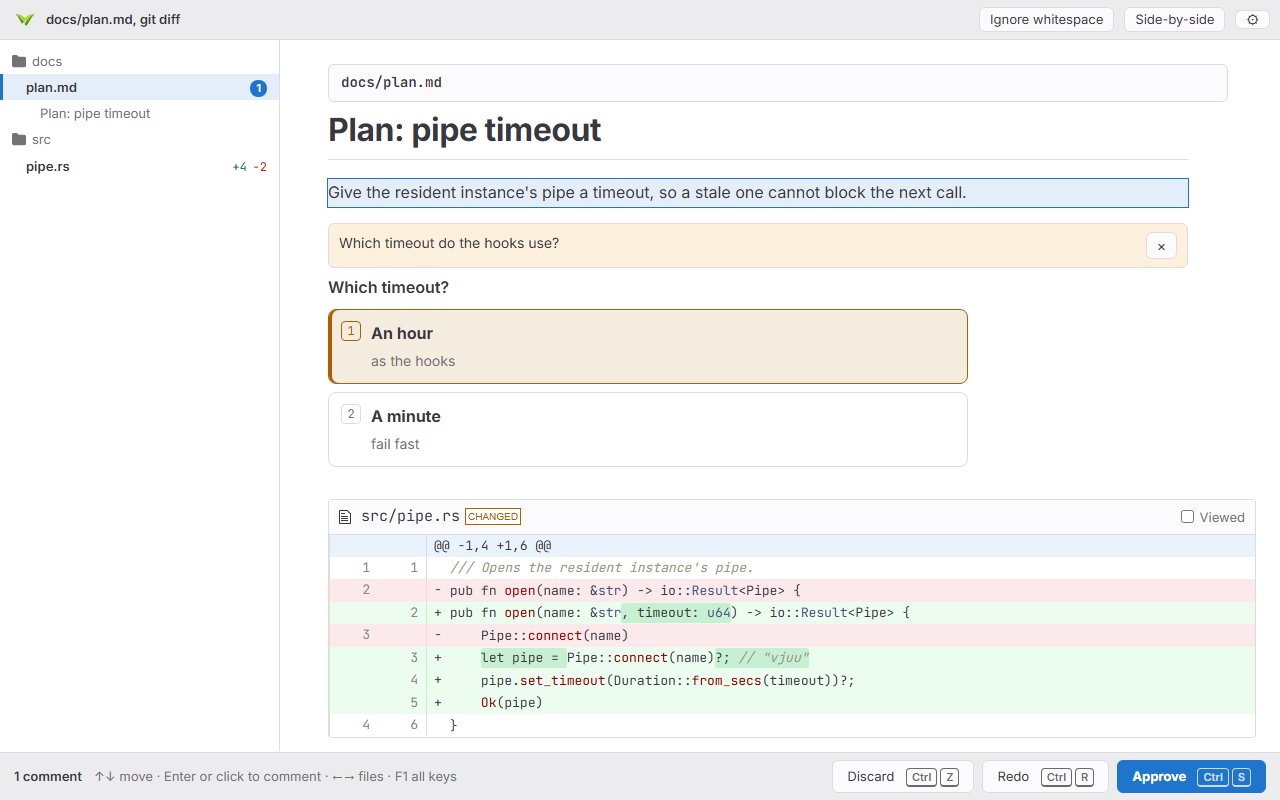 docs/plan.md, git diff
Ignore whitespace
Side-by-side
docs
plan.md 1
Plan: pipe timeout
src
pipe.rs +4 -2
docs/plan.md
Plan: pipe timeout
Give the resident instance's pipe a timeout, so a stale one cannot block the next call.
Which timeout do the hooks use? ×
Which timeout?
1 An hour
as the hooks
2 A minute
fail fast
src/pipe.rs CHANGED Viewed
@@ -1,4 +1,6 @@
1 1 /// Opens the resident instance's pipe.
2 - pub fn open(name: &str) -> io::Result<Pipe> {
2 + pub fn open(name: &str, timeout: u64) -> io::Result<Pipe> {
3 - Pipe::connect(name)
3 + let pipe = Pipe::connect(name)?; // "vjuu"
4 + pipe.set_timeout(Duration::from_secs(timeout))?;
5 + Ok(pipe)
4 6 }
1 comment ↑↓ move · Enter or click to comment · ←→ files · F1 all keys
Discard Ctrl Z
Redo Ctrl R
Approve Ctrl S